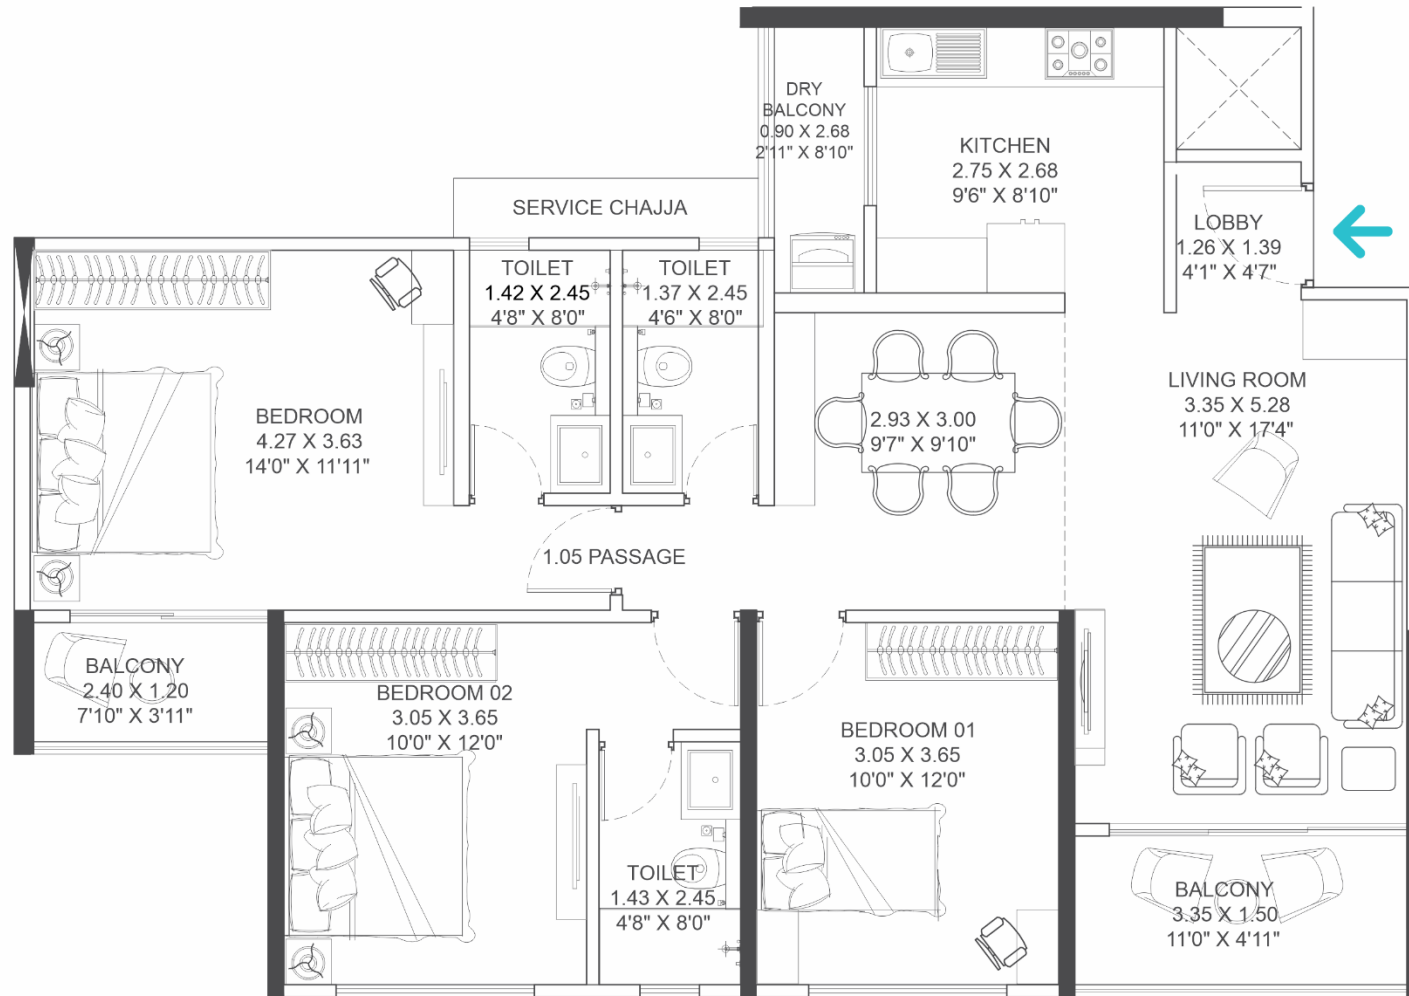 DRY
BALCONY
0.90 X 2.68
2'11" X 8'10"
KITCHEN
2.75 X 2.68
9'6" X 8'10"
SERVICE CHAJJA
LOBBY
1.26 X 1.39
4'1" X 4'7"
TOILET
1.42 X 2.45
4'8" X 8'0"
TOILET
1.37 X 2.45
4'6" X 8'0"
BEDROOM
4.27 X 3.63
14'0" X 11'11"
2.93 X 3.00
9'7" X 9'10"
LIVING ROOM
3.35 X 5.28
11'0" X 17'4"
1.05 PASSAGE
BALCONY
2.40 X 1.20
7'10" X 3'11"
BEDROOM 02
3.05 X 3.65
10'0" X 12'0"
BEDROOM 01
3.05 X 3.65
10'0" X 12'0"
TOILET
1.43 X 2.45
4'8" X 8'0"
BALCONY
3.35 X 1.50
11'0" X 4'11"